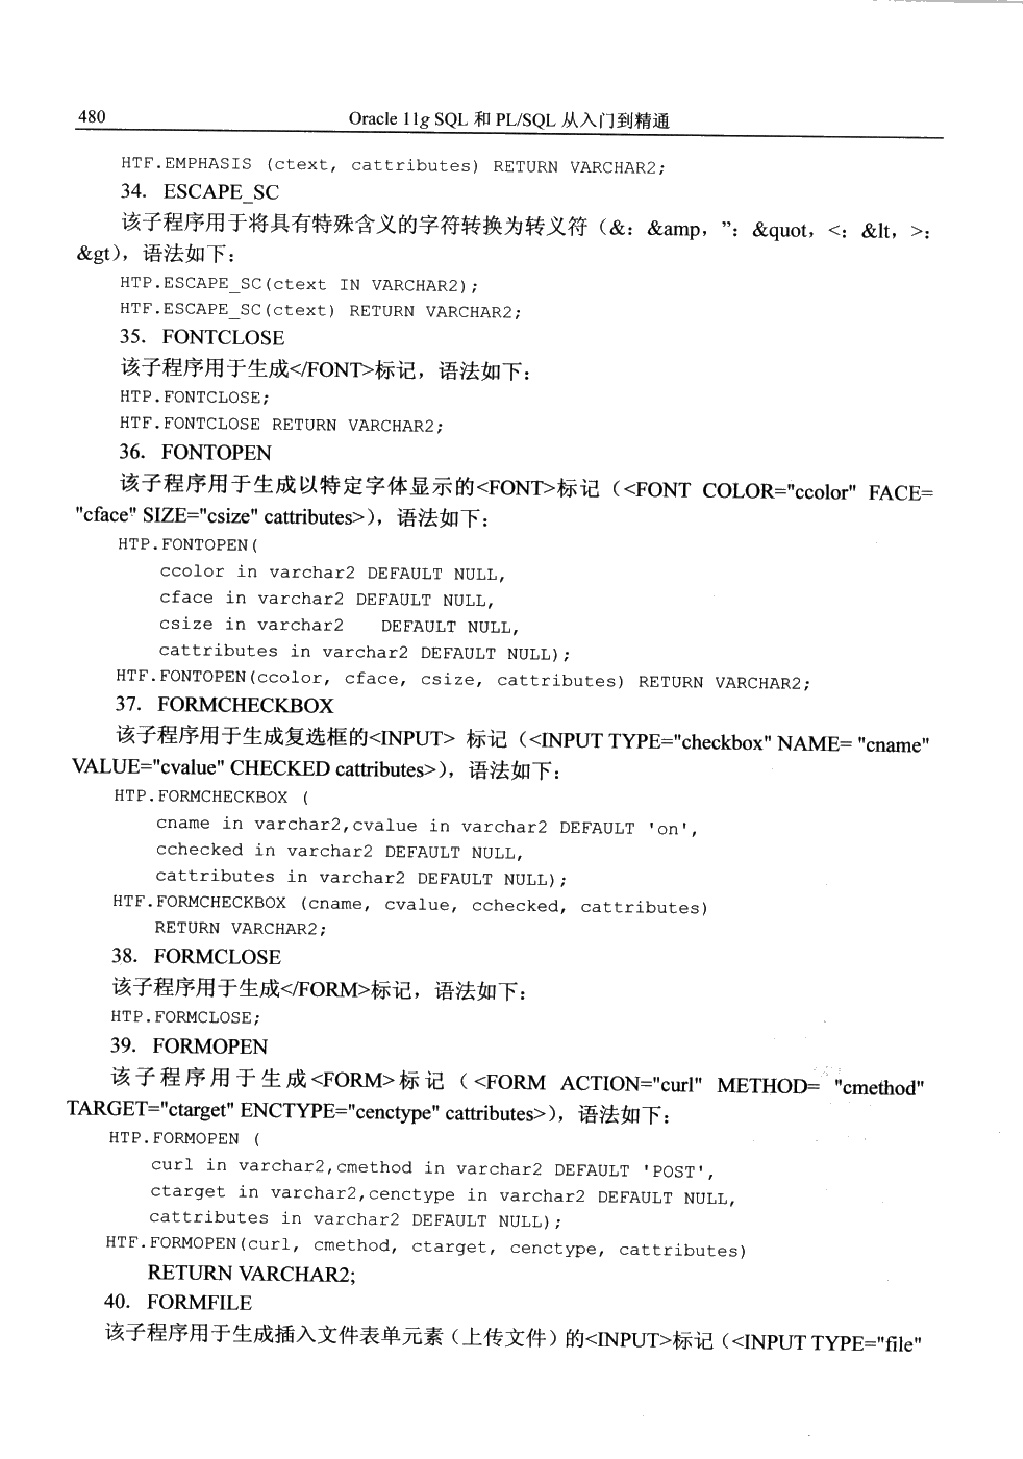 480
Oracle 11g SQL 和 PL/SQL 从入门到精通
HTF.EMPHASIS (ctext, cattributes) RETURN VARCHAR2;
34. ESCAPE_SC
该子程序用于将具有特殊含义的字符转换为转义符（&：&amp，”：&quot，<：&lt，>：
&gt），语法如下：
HTP.ESCAPE_SC(ctext IN VARCHAR2);
HTF.ESCAPE_SC(ctext) RETURN VARCHAR2;
35. FONTCLOSE
该子程序用于生成</FONT>标记，语法如下：
HTP.FONTCLOSE;
HTF.FONTCLOSE RETURN VARCHAR2;
36. FONTOPEN
该子程序用于生成以特定字体显示的<FONT>标记（<FONT COLOR="ccolor" FACE=
"cface" SIZE="csize" cattributes>），语法如下：
HTP.FONTOPEN(
ccolor in varchar2 DEFAULT NULL,
cface in varchar2 DEFAULT NULL,
csize in varchar2 DEFAULT NULL,
cattributes in varchar2 DEFAULT NULL);
HTF.FONTOPEN(ccolor, cface, csize, cattributes) RETURN VARCHAR2;
37. FORMCHECKBOX
该子程序用于生成复选框的<INPUT> 标记（<INPUT TYPE="checkbox" NAME= "cname"
VALUE="cvalue" CHECKED cattributes>），语法如下：
HTP.FORMCHECKBOX (
cname in varchar2,cvalue in varchar2 DEFAULT 'on',
cchecked in varchar2 DEFAULT NULL,
cattributes in varchar2 DEFAULT NULL);
HTF.FORMCHECKBOX (cname, cvalue, cchecked, cattributes)
RETURN VARCHAR2;
38. FORMCLOSE
该子程序用于生成</FORM>标记，语法如下：
HTP.FORMCLOSE;
39. FORMOPEN
该子程序用于生成<FORM>标记（<FORM ACTION="curl" METHOD= "cmethod"
TARGET="ctarget" ENCTYPE="cenctype" cattributes>），语法如下：
HTP.FORMOPEN (
curl in varchar2,cmethod in varchar2 DEFAULT 'POST',
ctarget in varchar2,cenctype in varchar2 DEFAULT NULL,
cattributes in varchar2 DEFAULT NULL);
HTF.FORMOPEN(curl, cmethod, ctarget, cenctype, cattributes)
RETURN VARCHAR2;
40. FORMFILE
该子程序用于生成插入文件表单元素（上传文件）的<INPUT>标记（<INPUT TYPE="file"